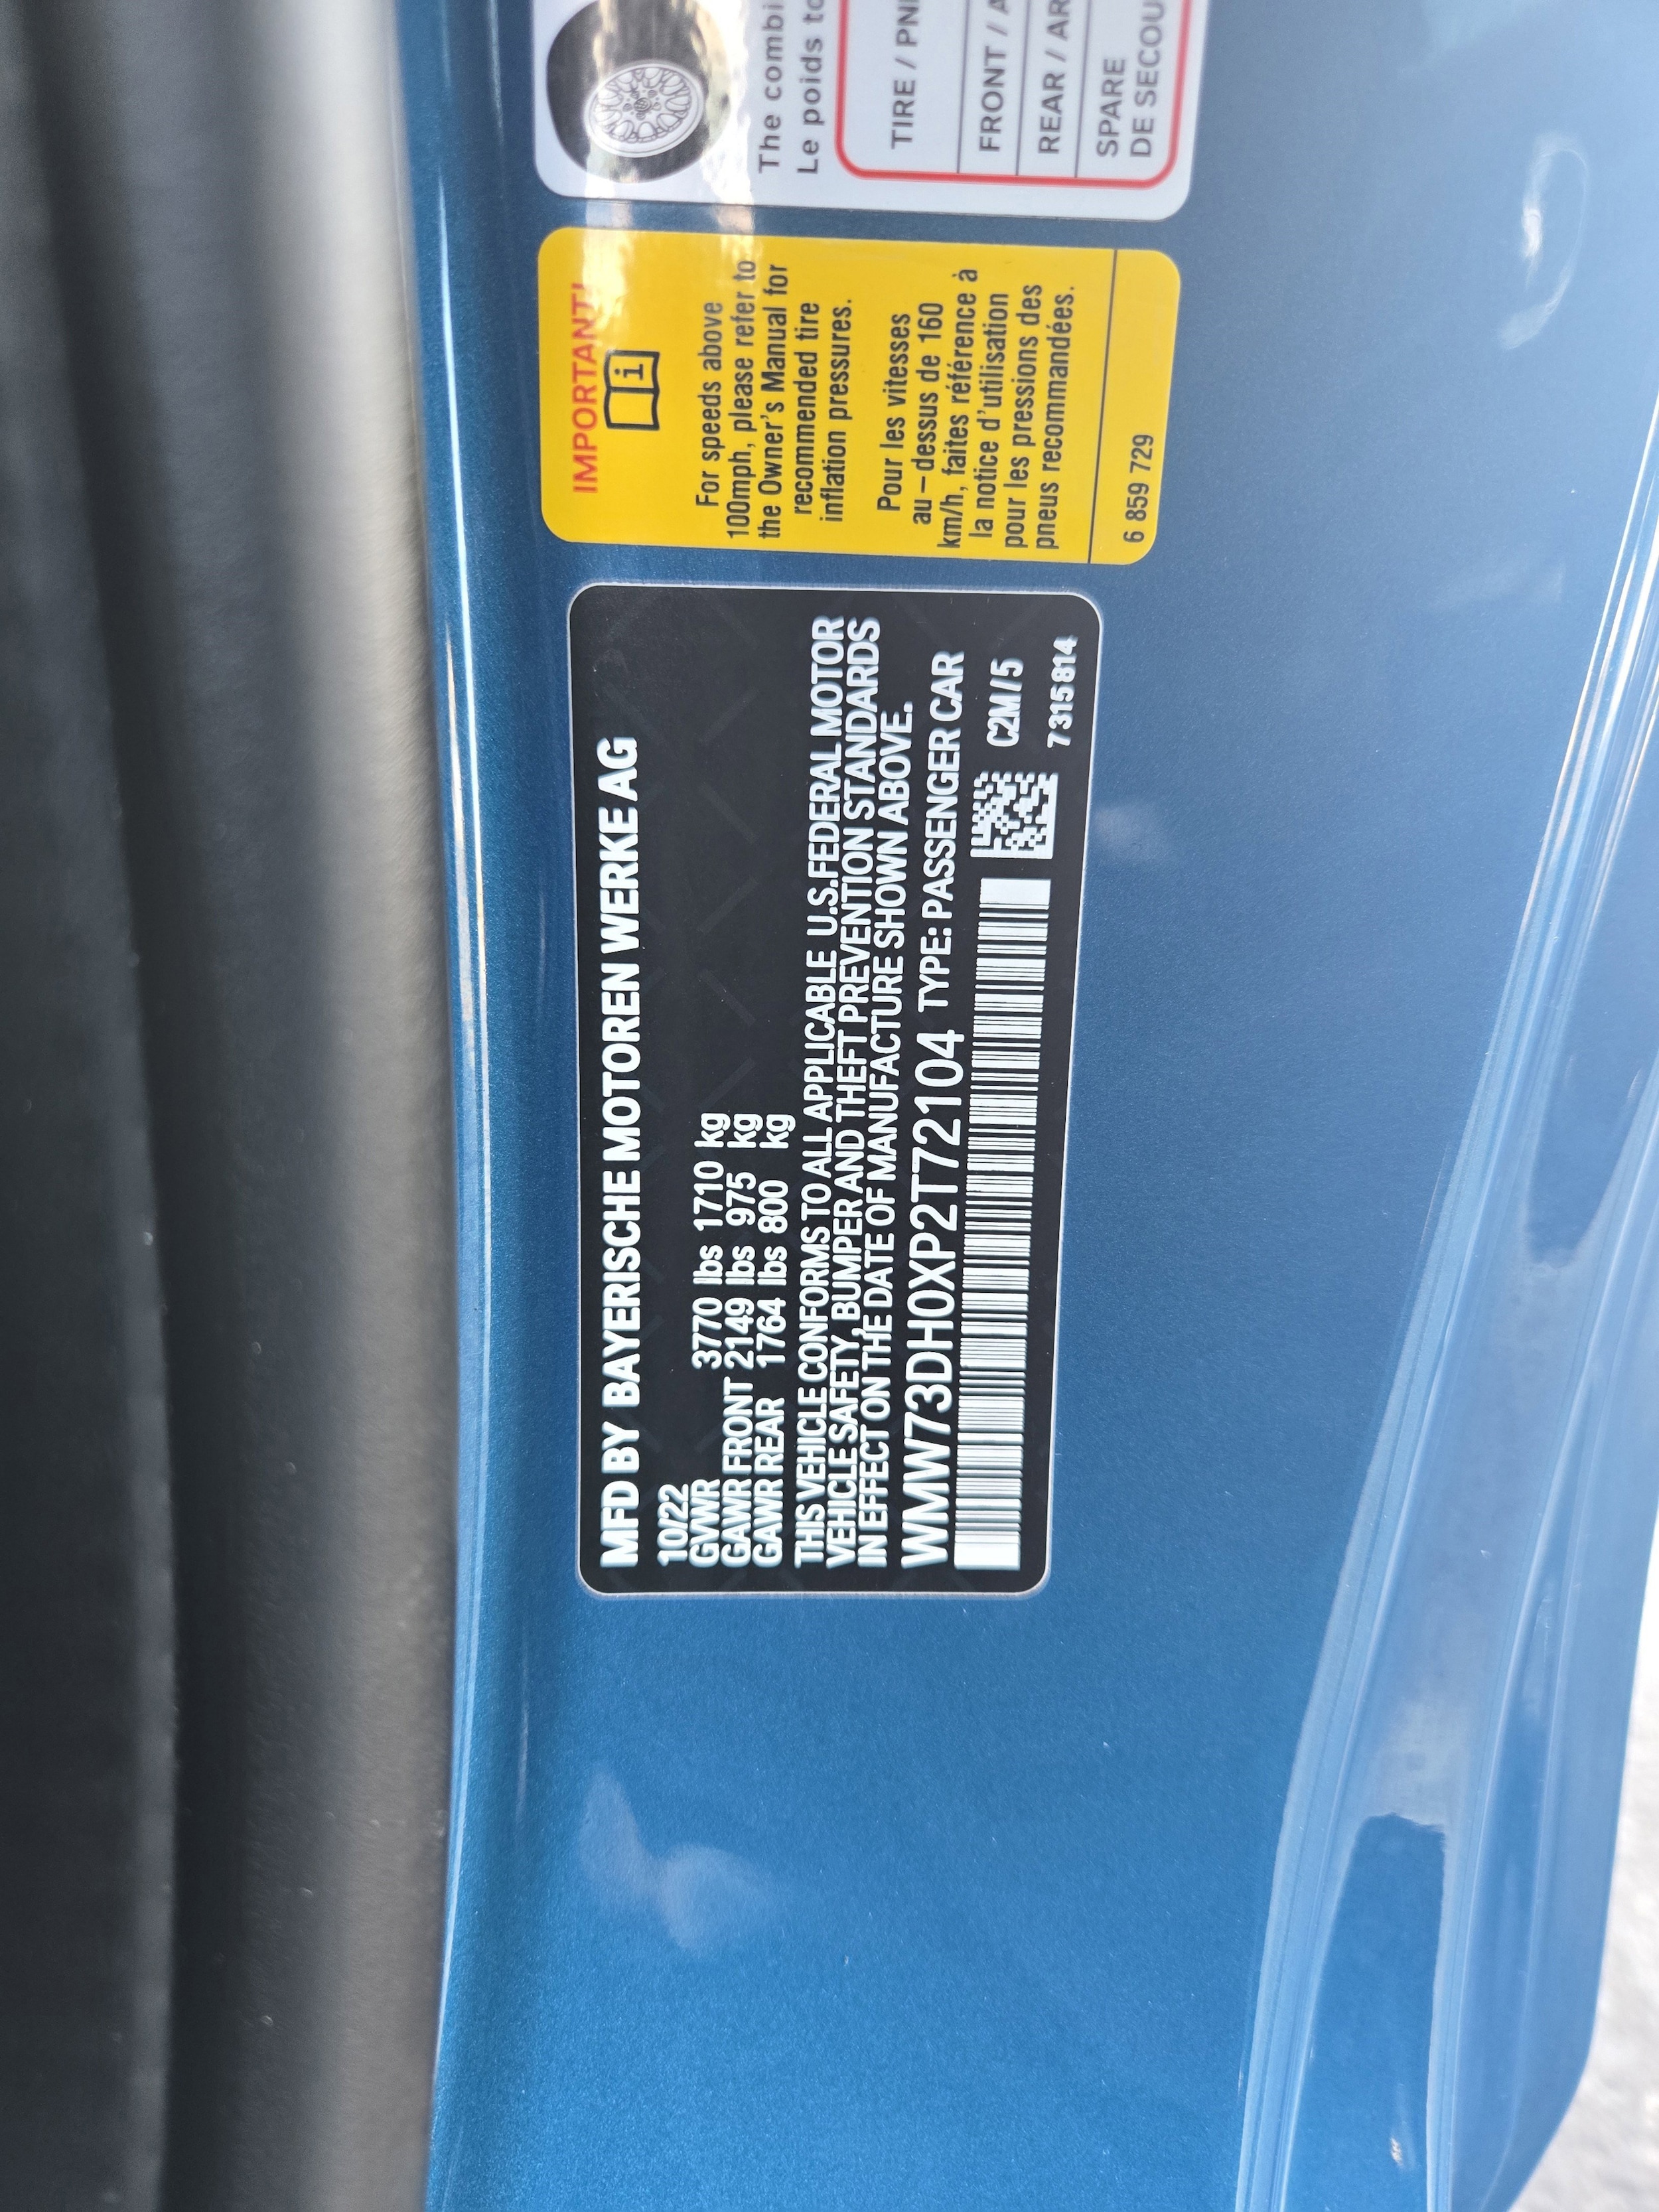 MFD BY BAYERISCHE MOTOREN WERKE AG
10/22
GVWR 3770 lbs 1710 kg
GAWR FRONT 2149 lbs 975 kg
GAWR REAR 1764 lbs 800 kg
THIS VEHICLE CONFORMS TO ALL APPLICABLE U.S.FEDERAL MOTOR
VEHICLE SAFETY, BUMPER AND THEFT PREVENTION STANDARDS
IN EFFECT ON THE DATE OF MANUFACTURE SHOWN ABOVE.
WMW73DH0XP2T72104 TYPE: PASSENGER CAR
C2M/5
7315814
IMPORTANT!
i
For speeds above
100mph, please refer to
the Owner's Manual for
recommended tire
inflation pressures.
Pour les vitesses
au-dessus de 160
km/h, faites référence à
la notice d'utilisation
pour les pressions des
pneus recommandées.
6 859 729
The
Le poids
TIRE /
FRONT /
REAR /
SPARE
DE